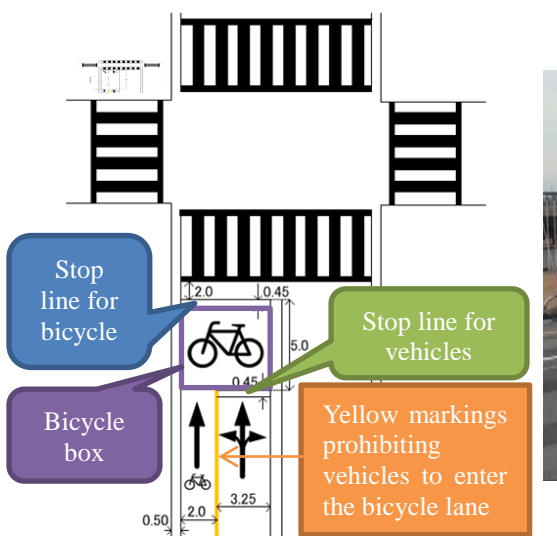 Stop
line for
bicycle
2.0
0.45
Stop line for
vehicles
5.0
Bicycle
box
0.45
Yellow markings
prohibiting
vehicles to enter
the bicycle lane
3.25
2.0
0.50